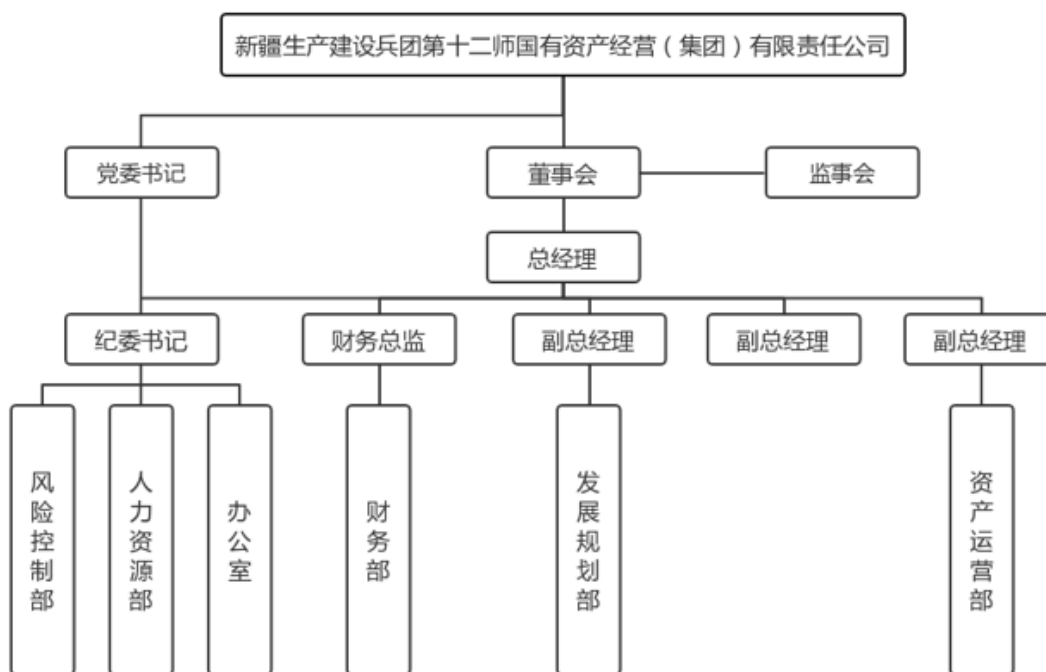 新疆生产建设兵团第十二师国有资产经营（集团）有限责任公司
党委书记
董事会
监事会
总经理
纪委书记
财务总监
副总经理
副总经理
副总经理
风险控制部
人力资源部
办公室
财务部
发展规划部
资产运营部